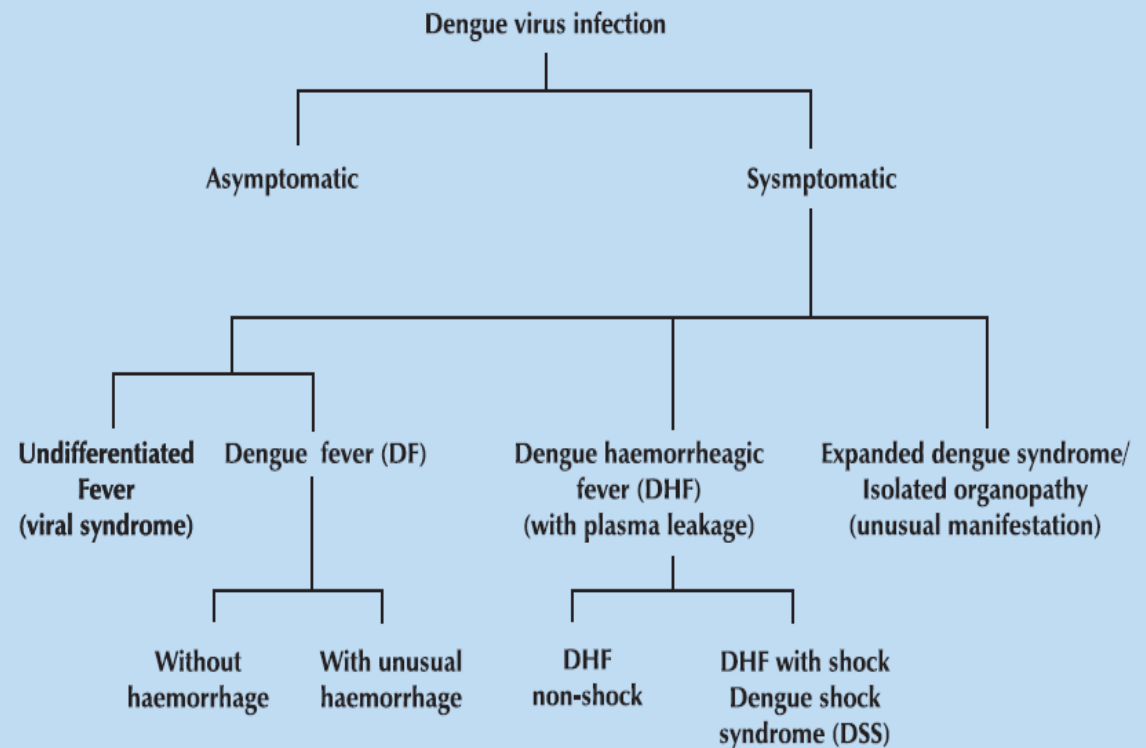 Dengue virus infection
Asymptomatic
Sysmptomatic
Undifferentiated
Fever
(viral syndrome)
Dengue fever (DF)
Dengue haemorrheagic
fever (DHF)
(with plasma leakage)
Expanded dengue syndrome/
Isolated organopathy
(unusual manifestation)
Without
haemorrhage
With unusual
haemorrhage
DHF
non-shock
DHF with shock
Dengue shock
syndrome (DSS)